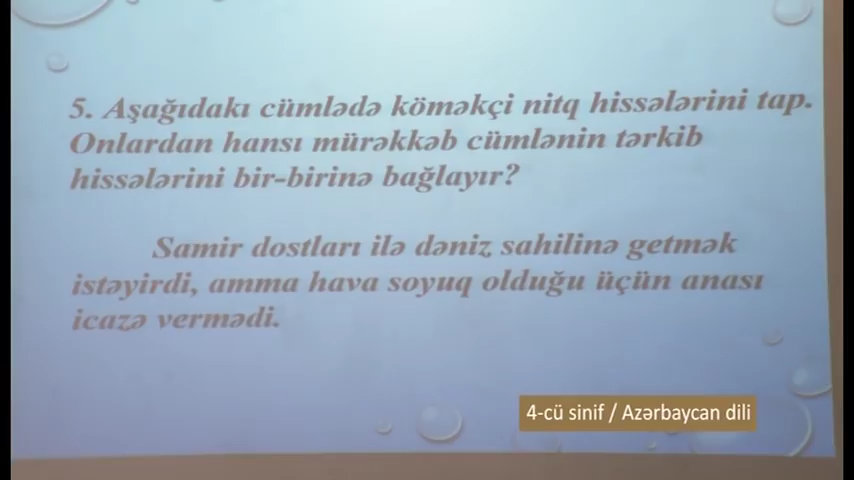 5. Aşağıdakı cümlədə köməkçi nitq hissələrini tap.
Onlardan hansı mürəkkəb cümlənin tərkib
hissələrini bir-birinə bağlayır?
Samir dostları ilə dəniz sahilinə getmək
istəyirdi, amma hava soyuq olduğu üçün anası
icazə vermədi.
4-cü sinif / Azərbaycan dili